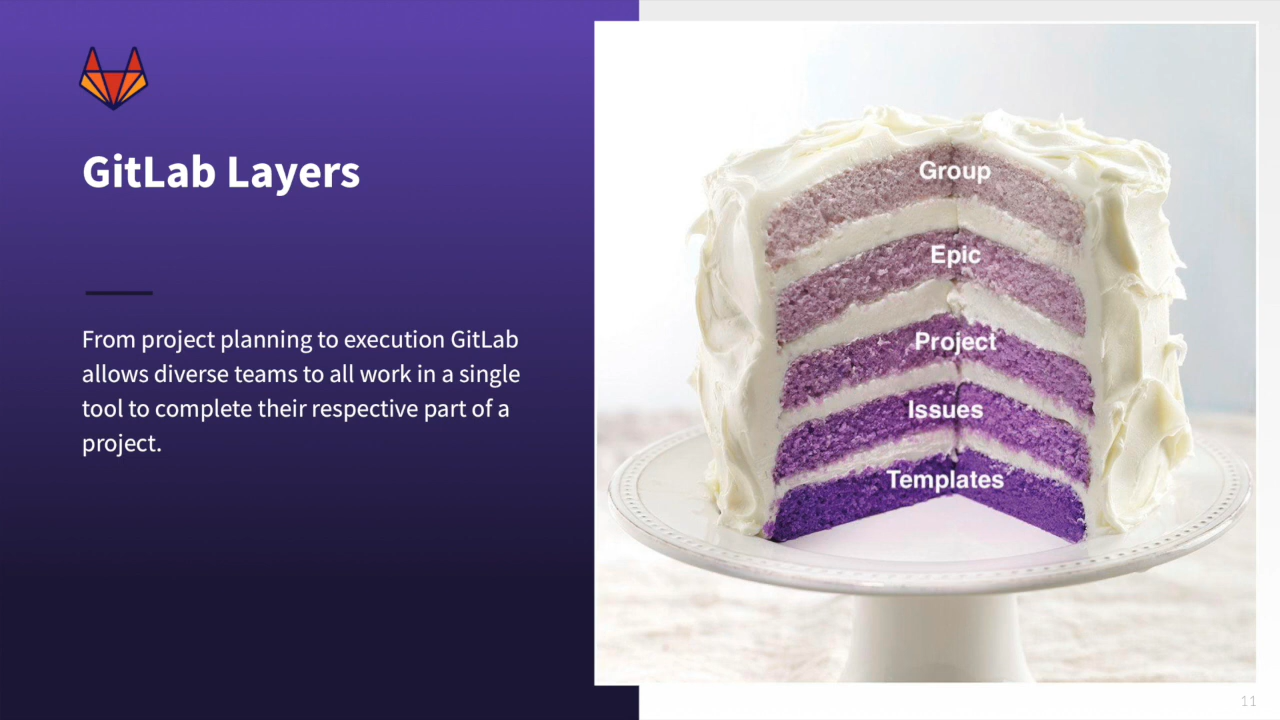 GitLab Layers
From project planning to execution GitLab
allows diverse teams to all work in a single
tool to complete their respective part of a
project.
Group
Epic
Project
Issues
Templates
11